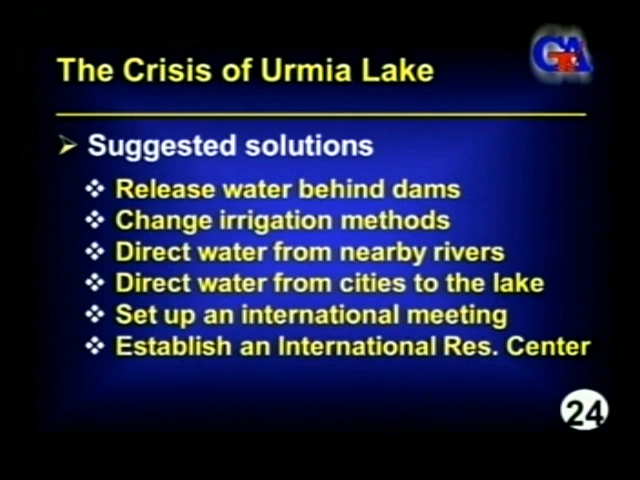 The Crisis of Urmia Lake
Suggested solutions
Release water behind dams
Change irrigation methods
Direct water from nearby rivers
Direct water from cities to the lake
Set up an international meeting
Establish an International Res. Center
24